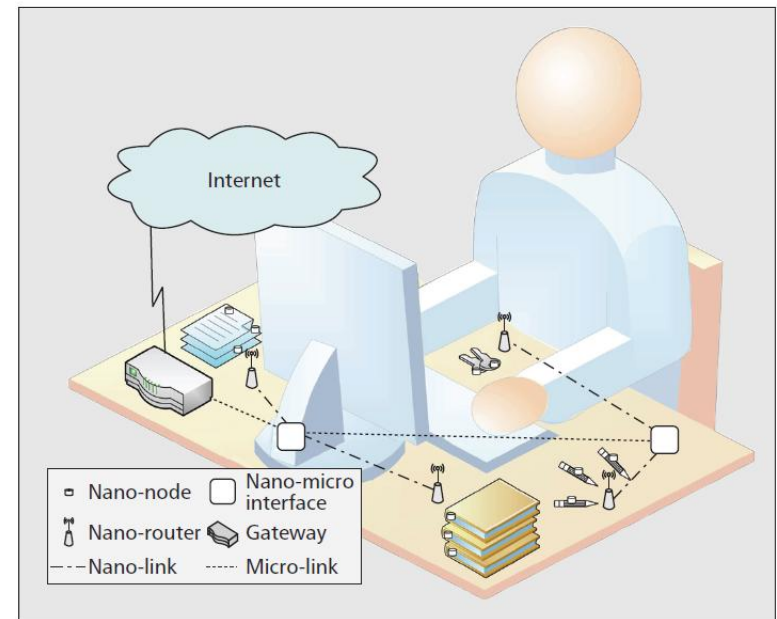 Internet
Nano-node
Nano-micro
interface
Nano-router
Gateway
Nano-link
Micro-link